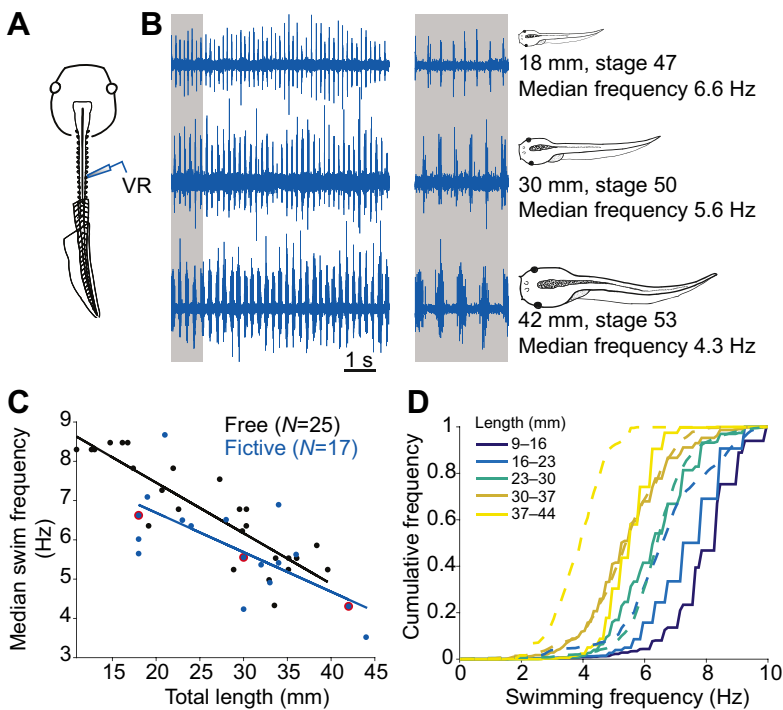 A
VR
B
18 mm, stage 47
Median frequency 6.6 Hz
30 mm, stage 50
Median frequency 5.6 Hz
42 mm, stage 53
Median frequency 4.3 Hz
1 s
C
Free (N=25)
Fictive (N=17)
9
8
7
6
5
4
3
Median swim frequency
(Hz)
15 20 25 30 35 40 45
Total length (mm)
D
Length (mm)
9–16
16–23
23–30
30–37
37–44
1
0.8
0.6
0.4
0.2
0
Cumulative frequency
0 2 4 6 8 10
Swimming frequency (Hz)